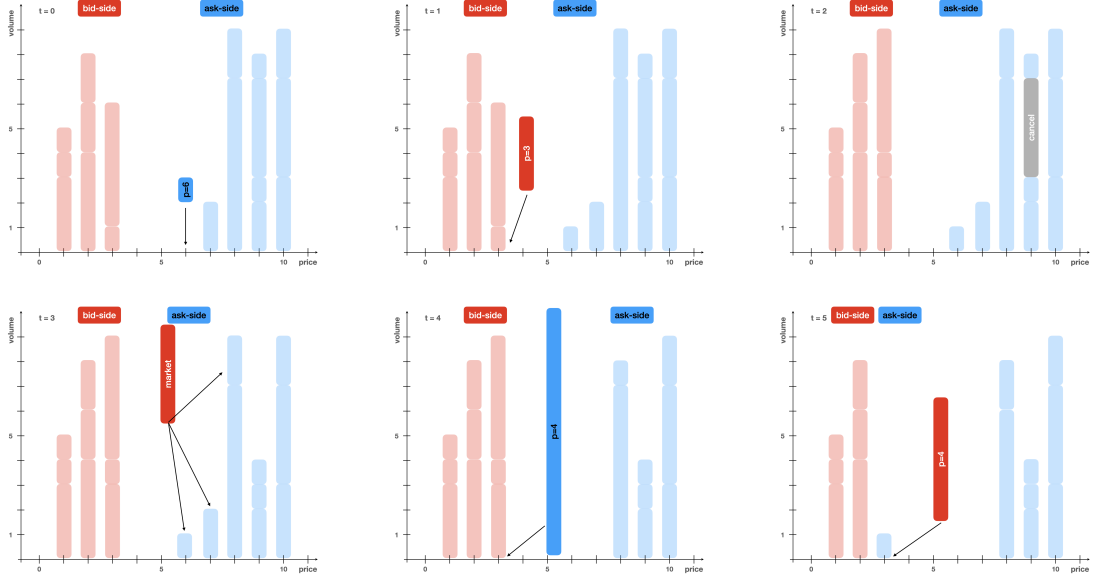 t = 0
bid-side
ask-side
volume
5
1
p=6
0
5
10
price
t = 1
bid-side
ask-side
volume
5
1
p=3
0
5
10
price
t = 2
bid-side
ask-side
volume
5
1
cancel
0
5
10
price
t = 3
bid-side
ask-side
volume
5
1
market
0
5
10
price
t = 4
bid-side
ask-side
volume
5
1
p=4
0
5
10
price
t = 5
bid-side
ask-side
volume
5
1
p=4
0
5
10
price